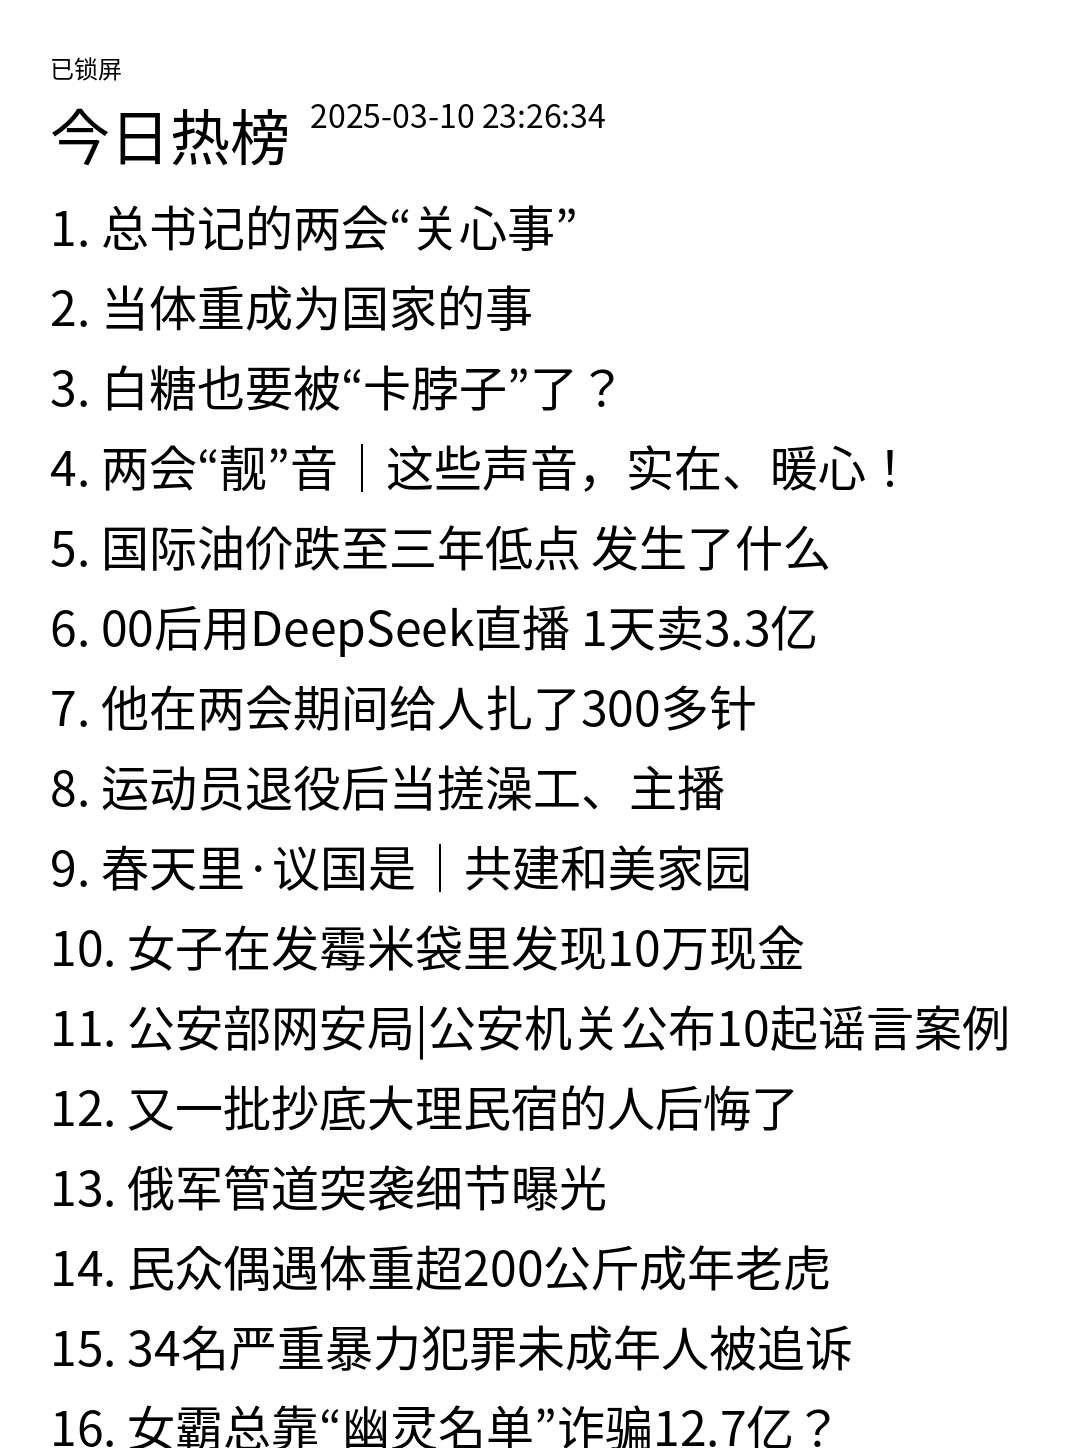 已锁屏
今日热榜 2025-03-10 23:26:34
1. 总书记的两会“关心事”
2. 当体重成为国家的事
3. 白糖也要被“卡脖子”了？
4. 两会“靓”音｜这些声音，实在、暖心！
5. 国际油价跌至三年低点 发生了什么
6. 00后用DeepSeek直播 1天卖3.3亿
7. 他在两会期间给人扎了300多针
8. 运动员退役后当搓澡工、主播
9. 春天里·议国是｜共建和美家园
10. 女子在发霉米袋里发现10万现金
11. 公安部网安局|公安机关公布10起谣言案例
12. 又一批抄底大理民宿的人后悔了
13. 俄军管道突袭细节曝光
14. 民众偶遇体重超200公斤成年老虎
15. 34名严重暴力犯罪未成年人被追诉
16. 女霸总靠“幽灵名单”诈骗12.7亿？